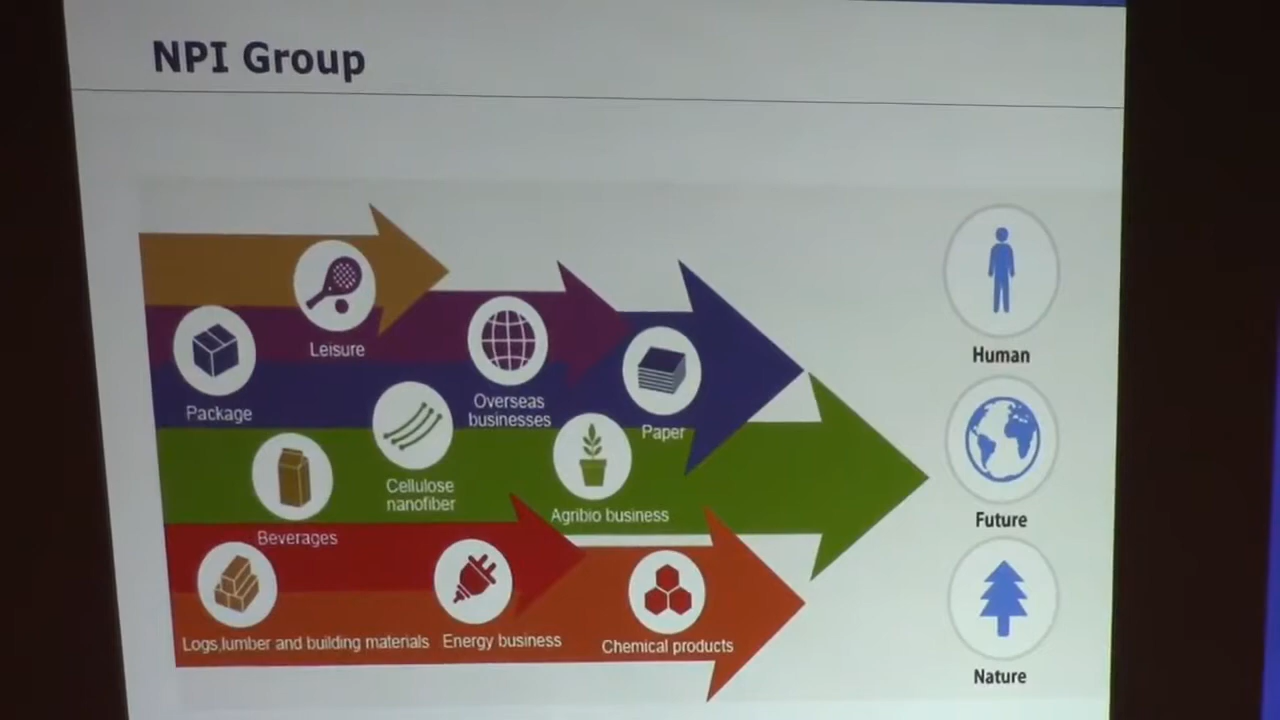 NPI Group
Leisure
Package
Overseas
businesses
Paper
Cellulose
nanofiber
Agribio business
Beverages
Logs,lumber and building materials
Energy business
Chemical products
Human
Future
Nature